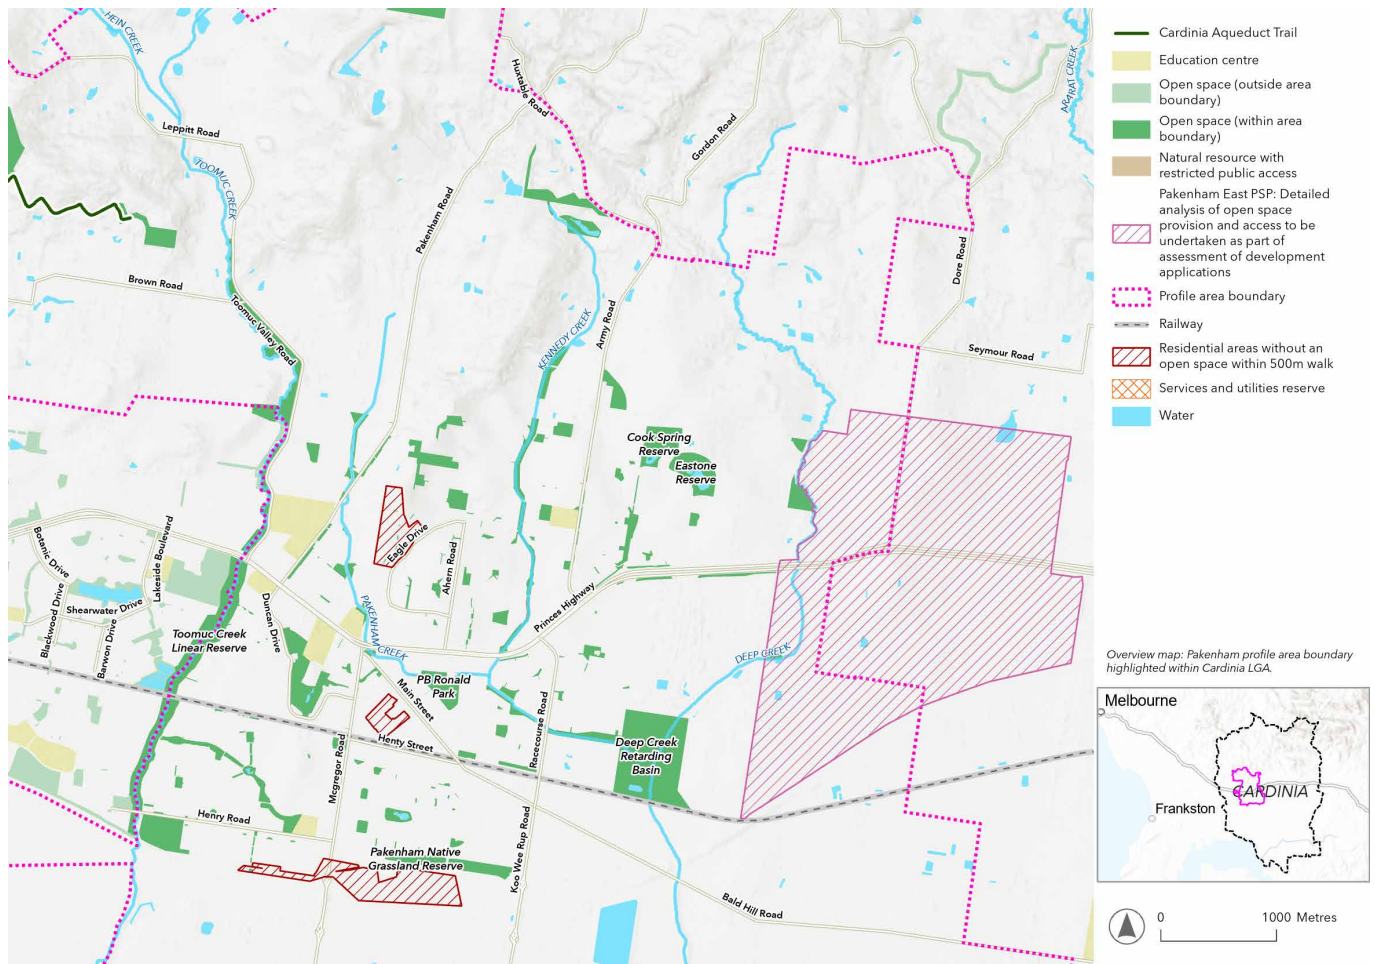 HEIN CREEK
Huxtable Road
ARARAT CREEK
Leppitt Road
Gordon Road
TOOMUC CREEK
Pakenham Road
Dore Road
Brown Road
Toomuc Valley Road
KENNEDY CREEK
Army Road
Seymour Road
Cook Spring
Reserve
Eastone
Reserve
Botanic Drive
Lakeside Boulevard
Eagle Drive
Ahern Road
Princes Highway
Blackwood Drive
Shearwater Drive
Barwon Drive
Duncan Drive
PAKENHAM
CREEK
Toomuc Creek
Linear Reserve
DEEP CREEK
PB Ronald
Park
Main Street
Racecourse Road
Henty Street
Deep Creek
Retarding
Basin
Mcgregor Road
Henry Road
Koo Wee Rup Road
Pakenham Native
Grassland Reserve
Bald Hill Road
Cardinia Aqueduct Trail
Education centre
Open space (outside area
boundary)
Open space (within area
boundary)
Natural resource with
restricted public access
Pakenham East PSP: Detailed
analysis of open space
provision and access to be
undertaken as part of
assessment of development
applications
Profile area boundary
Railway
Residential areas without an
open space within 500m walk
Services and utilities reserve
Water
Overview map: Pakenham profile area boundary
highlighted within Cardinia LGA.
Melbourne
CARDINIA
Frankston
0 1000 Metres